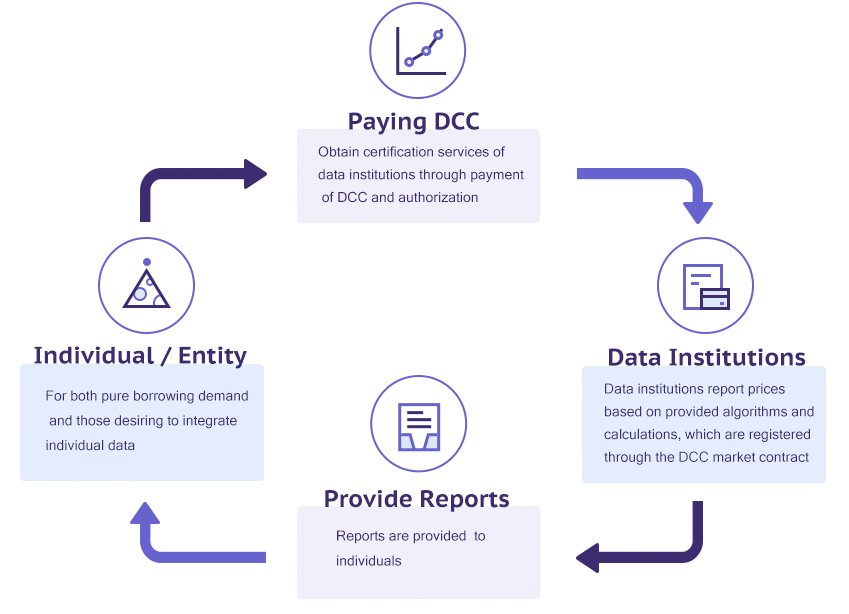 Paying DCC
Obtain certification services of
data institutions through payment
of DCC and authorization
Individual / Entity
For both pure borrowing demand
and those desiring to integrate
individual data
Data Institutions
Data institutions report prices
based on provided algorithms and
calculations, which are registered
through the DCC market contract
Provide Reports
Reports are provided to
individuals